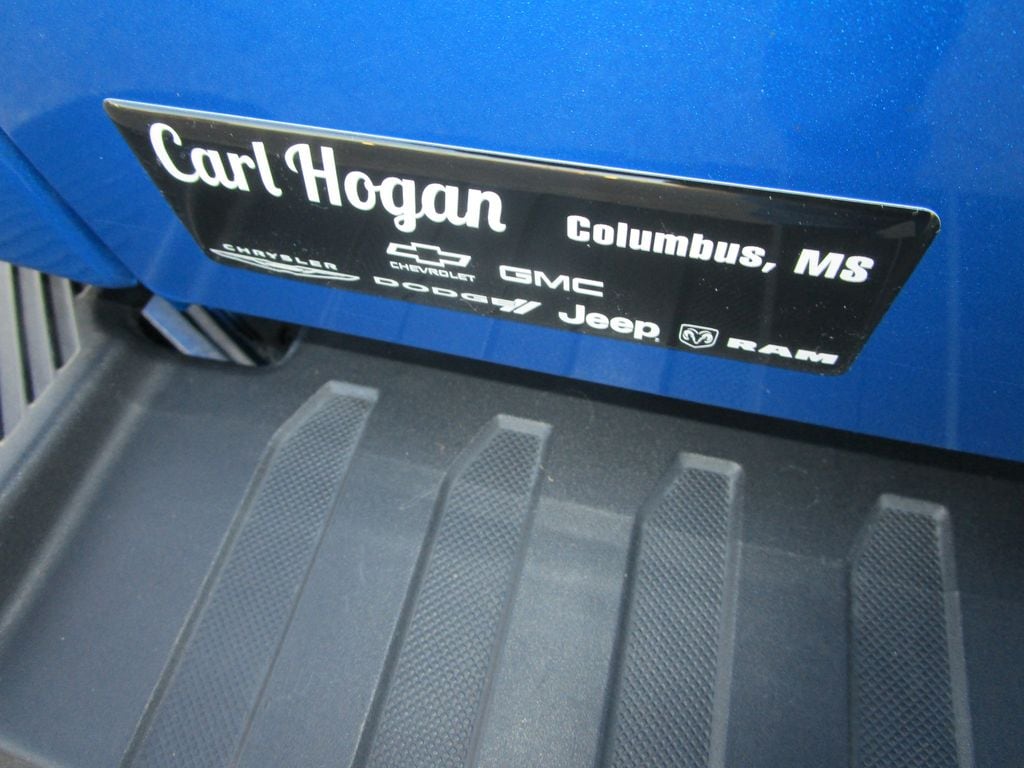 Carl Hogan
Columbus, MS
CHRYSLER
CHEVROLET
GMC
DODGE
Jeep
RAM